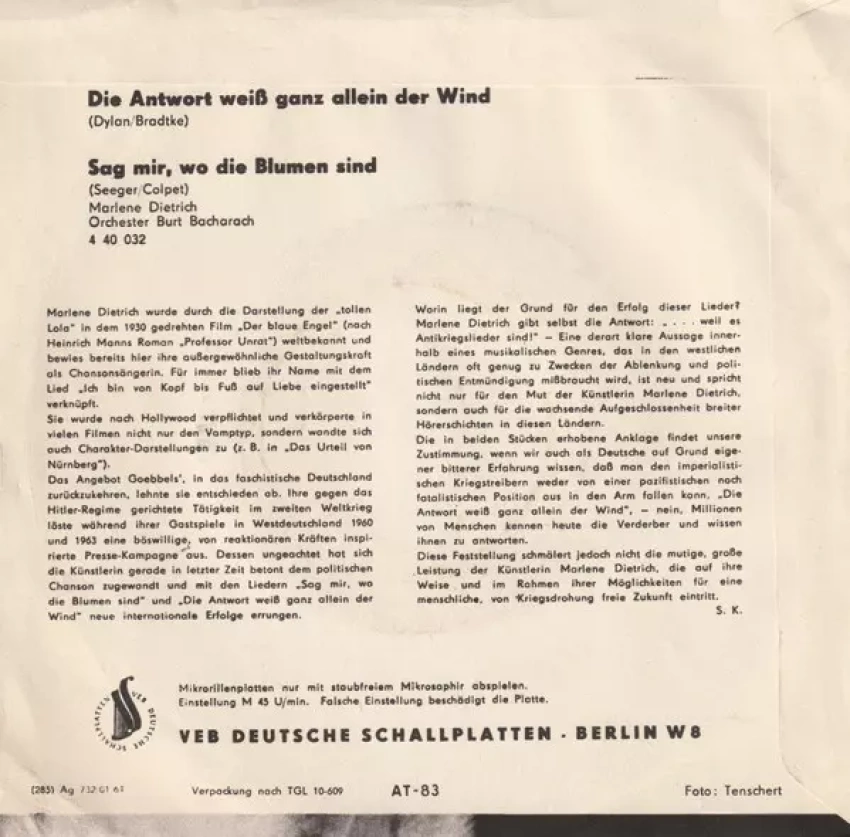 Die Antwort weiß ganz allein der Wind
(Dylan/Bradtke)
Sag mir, wo die Blumen sind
(Seeger/Colpet)
Marlene Dietrich
Orchester Burt Bacharach
4 40 032
Marlene Dietrich wurde durch die Darstellung der „tollen
Lola" in dem 1930 gedrehten Film „Der blaue Engel" (nach
Heinrich Manns Roman „Professor Unrat") weltbekannt und
bewies bereits hier ihre außergewöhnliche Gestaltungskraft
als Chansonsängerin. Für immer blieb ihr Name mit dem
Lied „Ich bin von Kopf bis Fuß auf Liebe eingestellt"
verknüpft.
Sie wurde nach Hollywood verpflichtet und verkörperte in
vielen Filmen nicht nur den Vamptyp, sondern wandte sich
auch Charakter-Darstellungen zu (z. B. in „Das Urteil von
Nürnberg").
Das Angebot Goebbels', in das faschistische Deutschland
zurückzukehren, lehnte sie entschieden ab. Ihre gegen das
Hitler-Regime gerichtete Tätigkeit im zweiten Weltkrieg
löste während ihrer Gastspiele in Westdeutschland 1960
und 1963 eine böswillige, von reaktionären Kräften inspi-
rierte Presse-Kampagne aus. Dessen ungeachtet hat sich
die Künstlerin gerade in letzter Zeit betont dem politischen
Chanson zugewandt und mit den Liedern „Sag mir, wo
die Blumen sind" und „Die Antwort weiß ganz allein der
Wind" neue internationale Erfolge errungen.
Worin liegt der Grund für den Erfolg dieser Lieder?
Marlene Dietrich gibt selbst die Antwort: „. . . weil es
Antikriegslieder sind!" – Eine derart klare Aussage inner-
halb eines musikalischen Genres, das in den westlichen
Ländern oft genug zu Zwecken der Ablenkung und poli-
tischen Entmündigung mißbraucht wird, ist neu und spricht
nicht nur für den Mut der Künstlerin Marlene Dietrich,
sondern auch für die wachsende Aufgeschlossenheit breiter
Hörerschichten in diesen Ländern.
Die in beiden Stücken erhobene Anklage findet unsere
Zustimmung, wenn wir auch als Deutsche auf Grund eige-
ner bitterer Erfahrung wissen, daß man den imperialisti-
schen Kriegstreibern weder von einer pazifistischen noch
fatalistischen Position aus in den Arm fallen kann. „Die
Antwort weiß ganz allein der Wind", – nein, Millionen
von Menschen kennen heute die Verderber und wissen
ihnen zu antworten.
Diese Feststellung schmälert jedoch nicht die mutige, große
Leistung der Künstlerin Marlene Dietrich, die auf ihre
Weise und im Rahmen ihrer Möglichkeiten für eine
menschliche, von Kriegsdrohung freie Zukunft eintritt.
S. K.
VEB DEUTSCHE SCHALLPLATTEN
Mikrorillenplatten nur mit staubfreiem Mikrosaphir abspielen.
Einstellung M 45 U/min. Falsche Einstellung beschädigt die Platte.
VEB DEUTSCHE SCHALLPLATTEN · BERLIN W 8
(285) Ag
Verpackung nach TGL 10-609
AT-83
Foto: Tenschert